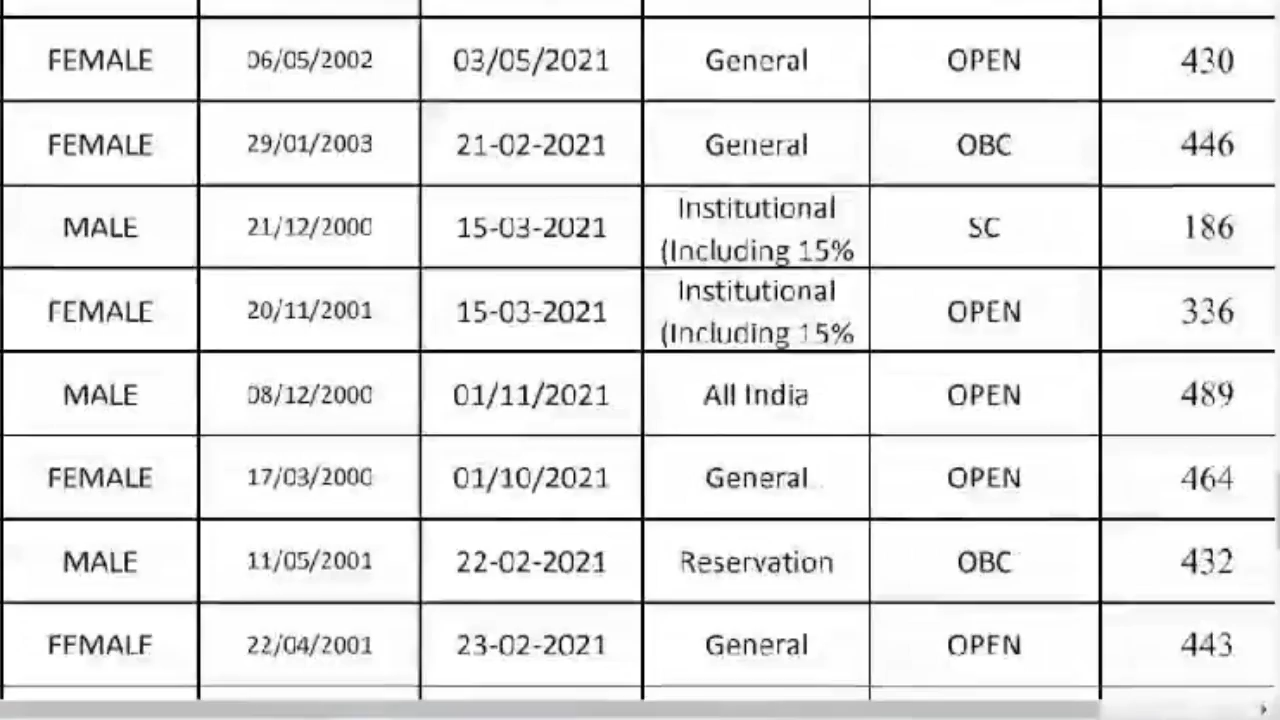 FEMALE 06/05/2002 03/05/2021 General OPEN 430
FEMALE 29/01/2003 21-02-2021 General OBC 446
MALE 21/12/2000 15-03-2021 Institutional (Including 15% SC 186
FEMALE 20/11/2001 15-03-2021 Institutional (Including 15% OPEN 336
MALE 08/12/2000 01/11/2021 All India OPEN 489
FEMALE 17/03/2000 01/10/2021 General OPEN 464
MALE 11/05/2001 22-02-2021 Reservation OBC 432
FEMALE 22/04/2001 23-02-2021 General OPEN 443